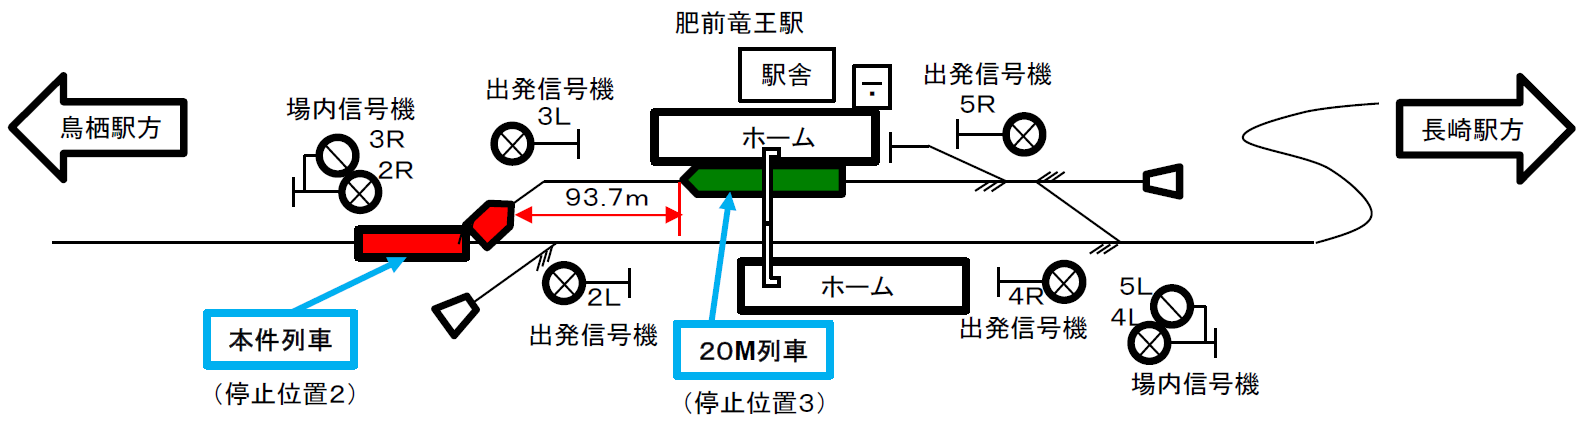 肥前竜王駅
駅舎
鳥栖駅方
場内信号機
3R
2R
出発信号機
3L
ホーム
出発信号機
5R
長崎駅方
93.7m
ホーム
2L
出発信号機
4R
出発信号機
5L
4L
場内信号機
本件列車
(停止位置2)
20M列車
(停止位置3)